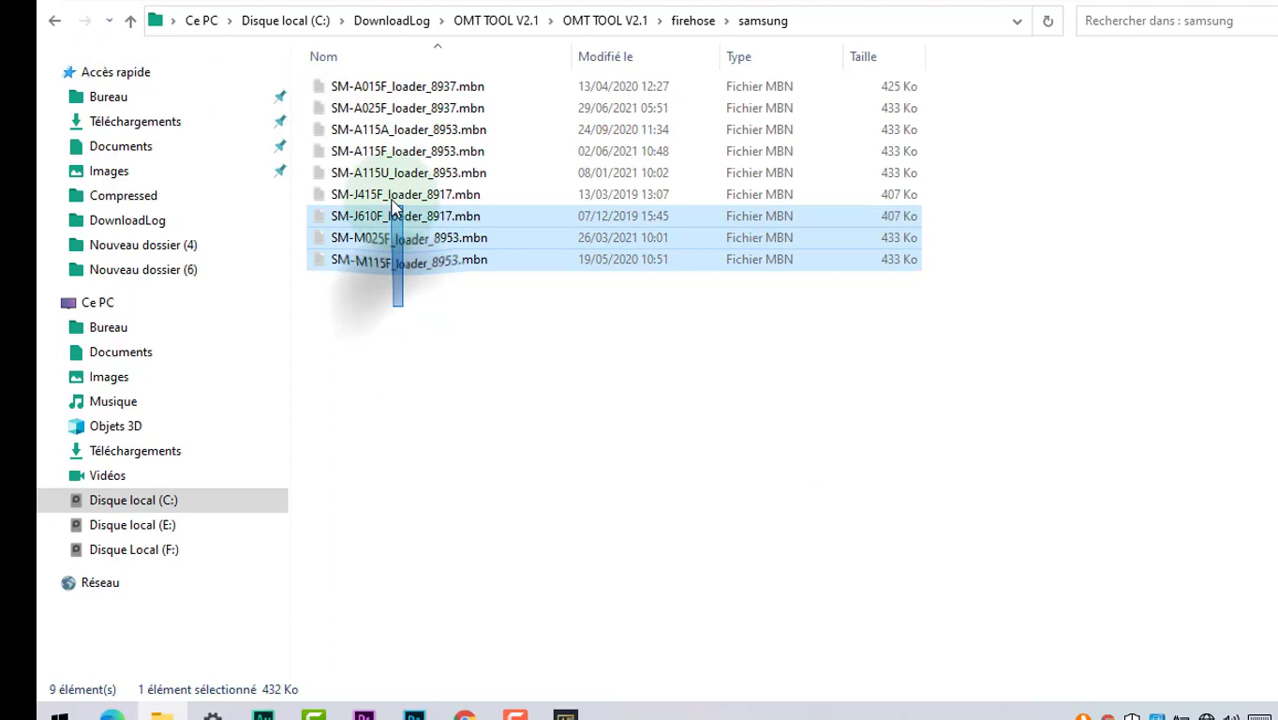 Ce PC > Disque local (C:) > DownloadLog > OMT TOOL V2.1 > OMT TOOL V2.1 > firehose > samsung
Rechercher dans : samsung
Nom Modifié le Type Taille
SM-A015F_loader_8937.mbn 13/04/2020 12:27 Fichier MBN 425 Ko
SM-A025F_loader_8937.mbn 29/06/2021 05:51 Fichier MBN 433 Ko
SM-A115A_loader_8953.mbn 24/09/2020 11:34 Fichier MBN 433 Ko
SM-A115F_loader_8953.mbn 02/06/2021 10:48 Fichier MBN 433 Ko
SM-A115U_loader_8953.mbn 08/01/2021 10:02 Fichier MBN 433 Ko
SM-J415F_loader_8917.mbn 13/03/2019 13:07 Fichier MBN 407 Ko
SM-J610F_loader_8917.mbn 07/12/2019 15:45 Fichier MBN 407 Ko
SM-M025F_loader_8953.mbn 26/03/2021 10:01 Fichier MBN 433 Ko
SM-M115F_loader_8953.mbn 19/05/2020 10:51 Fichier MBN 433 Ko
Accès rapide
Bureau
Téléchargements
Documents
Images
Compressed
DownloadLog
Nouveau dossier (4)
Nouveau dossier (6)
Ce PC
Bureau
Documents
Images
Musique
Objets 3D
Téléchargements
Vidéos
Disque local (C:)
Disque local (E:)
Disque Local (F:)
Réseau
9 élément(s) 1 élément sélectionné 432 Ko